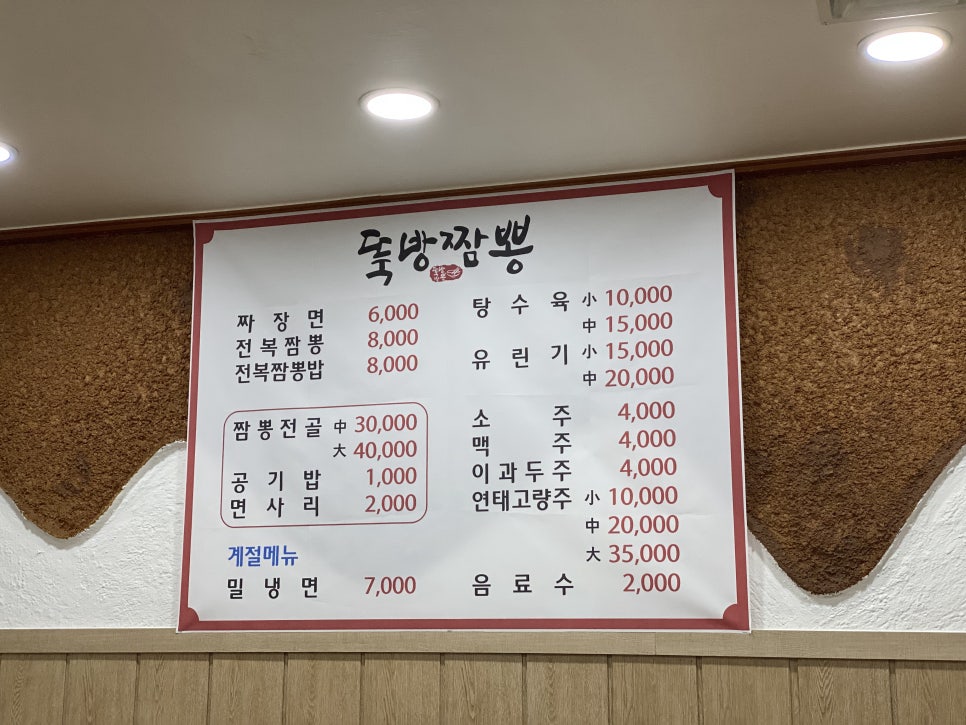 뚝방짬뽕
짜장면 6,000
전복짬뽕 8,000
전복짬뽕밥 8,000
짬뽕전골 中 30,000
大 40,000
공기밥 1,000
면사리 2,000
계절메뉴
밀냉면 7,000
탕수육 小 10,000
中 15,000
유린기 小 15,000
中 20,000
소주 4,000
맥주 4,000
이과두주 4,000
연태고량주 小 10,000
中 20,000
大 35,000
음료수 2,000